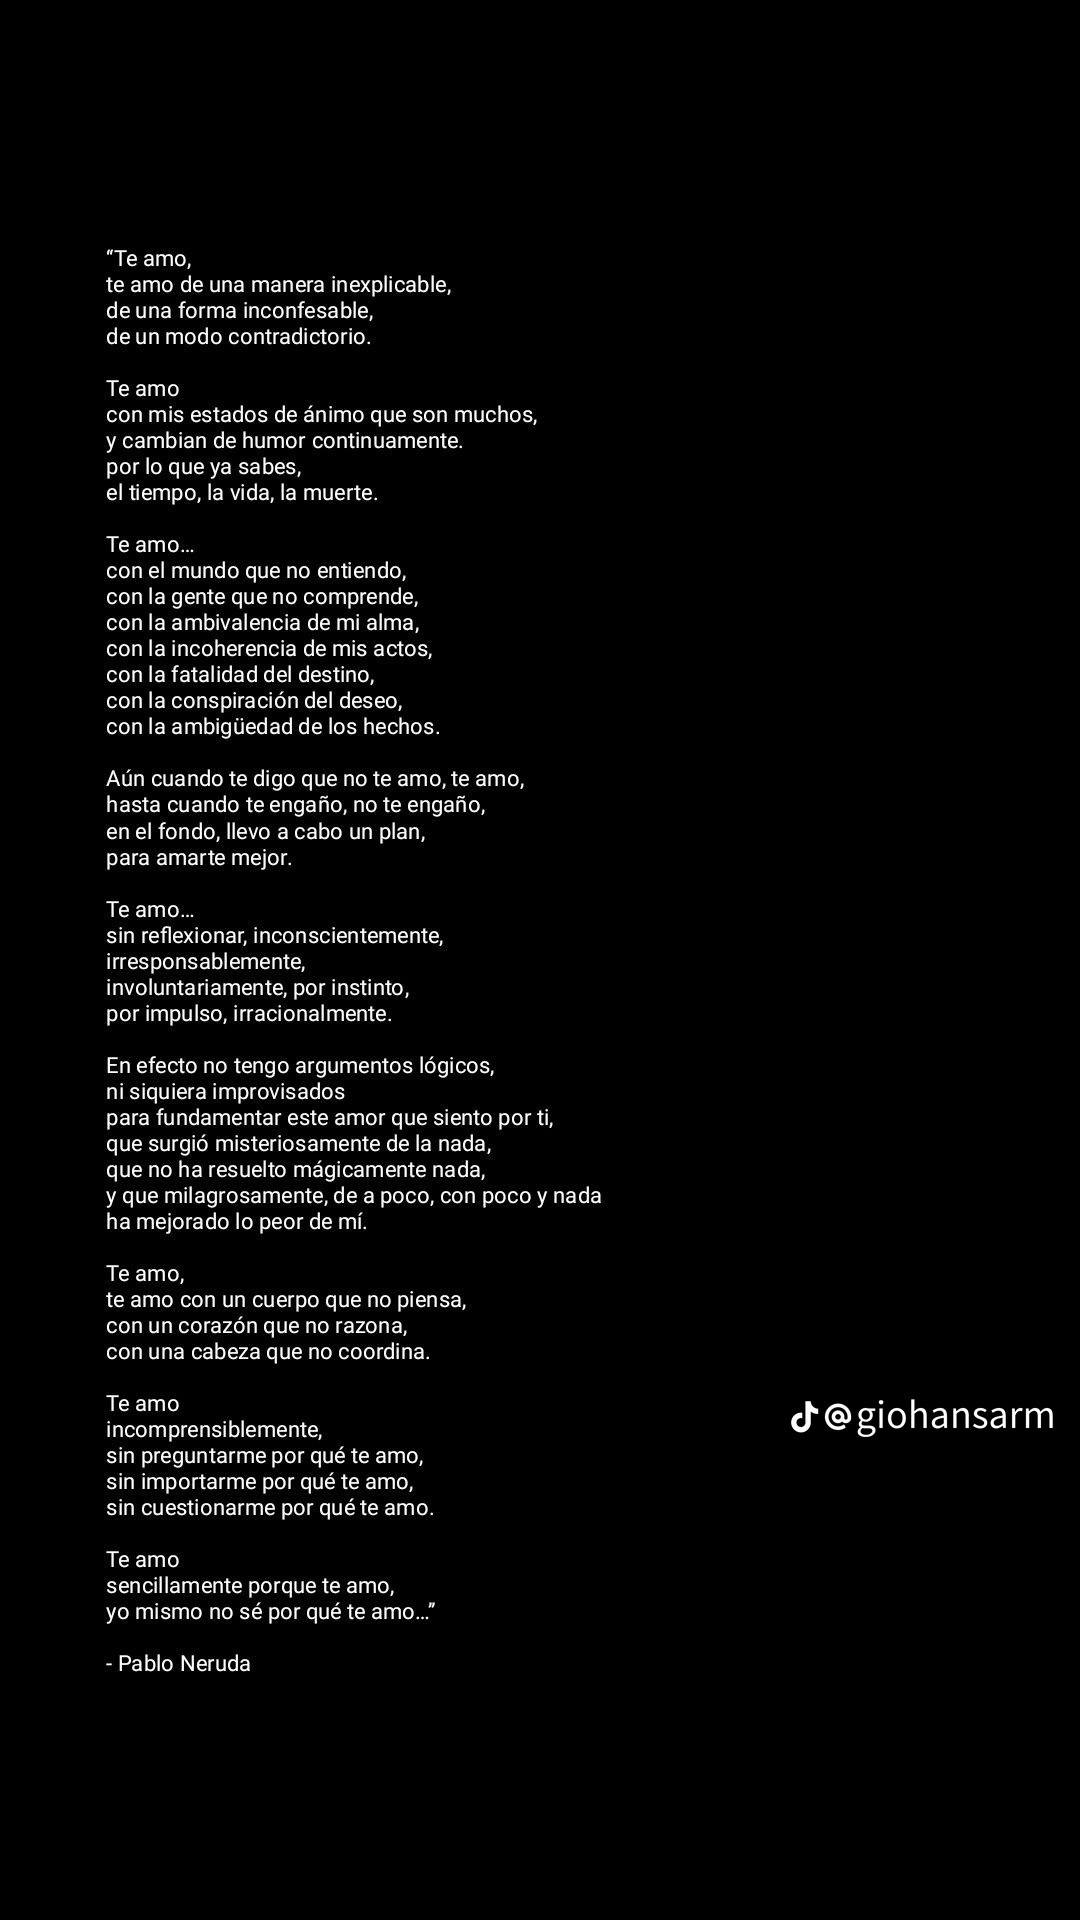 “Te amo,
te amo de una manera inexplicable,
de una forma inconfesable,
de un modo contradictorio.
Te amo
con mis estados de ánimo que son muchos,
y cambian de humor continuamente.
por lo que ya sabes,
el tiempo, la vida, la muerte.
Te amo…
con el mundo que no entiendo,
con la gente que no comprende,
con la ambivalencia de mi alma,
con la incoherencia de mis actos,
con la fatalidad del destino,
con la conspiración del deseo,
con la ambigüedad de los hechos.
Aún cuando te digo que no te amo, te amo,
hasta cuando te engaño, no te engaño,
en el fondo, llevo a cabo un plan,
para amarte mejor.
Te amo…
sin reflexionar, inconscientemente,
irresponsablemente,
involuntariamente, por instinto,
por impulso, irracionalmente.
En efecto no tengo argumentos lógicos,
ni siquiera improvisados
para fundamentar este amor que siento por ti,
que surgió misteriosamente de la nada,
que no ha resuelto mágicamente nada,
y que milagrosamente, de a poco, con poco y nada
ha mejorado lo peor de mí.
Te amo,
te amo con un cuerpo que no piensa,
con un corazón que no razona,
con una cabeza que no coordina.
Te amo
incomprensiblemente,
sin preguntarme por qué te amo,
sin importarme por qué te amo,
sin cuestionarme por qué te amo.
Te amo
sencillamente porque te amo,
yo mismo no sé por qué te amo…”
- Pablo Neruda
@giohansarm